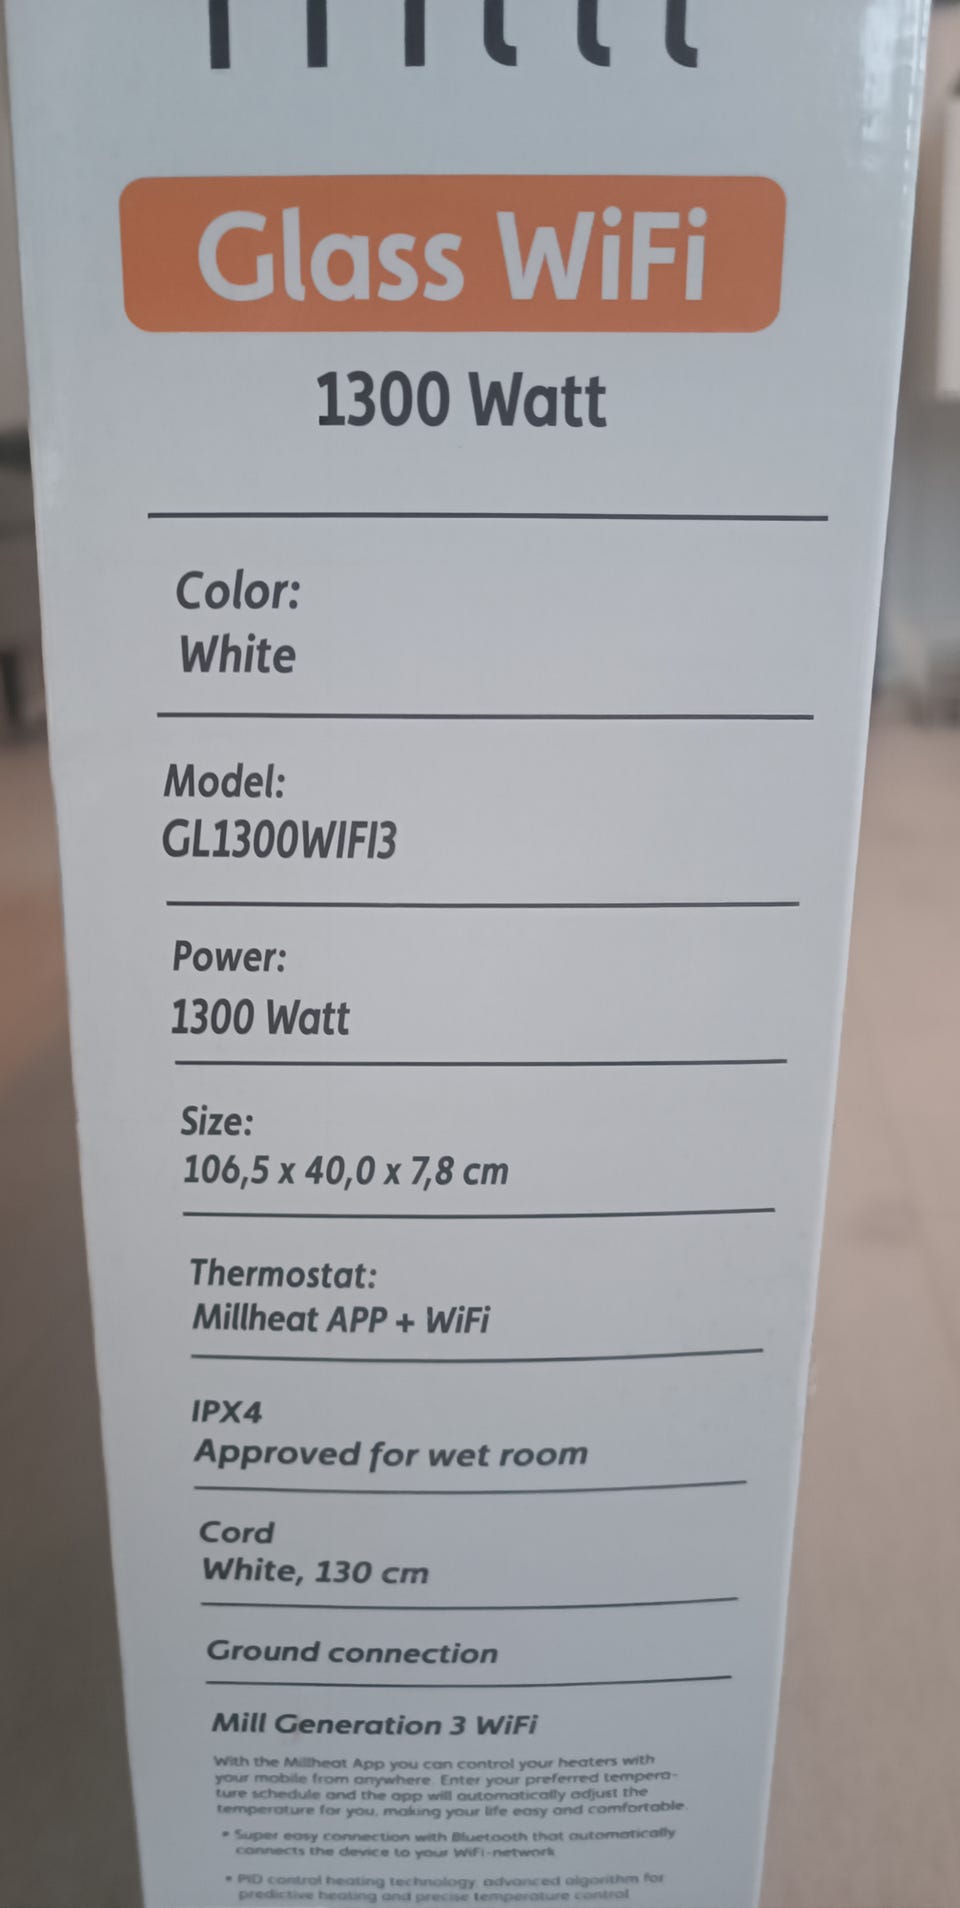 mill
Glass WiFi
1300 Watt
Color:
White
Model:
GL1300WIFI3
Power:
1300 Watt
Size:
106,5 x 40,0 x 7,8 cm
Thermostat:
Millheat APP + WiFi
IPX4
Approved for wet room
Cord
White, 130 cm
Ground connection
Mill Generation 3 WiFi
With the Millheat App you can control your heaters with
your mobile from anywhere. Enter your preferred tempera-
ture schedule and the app will automatically adjust the
temperature for you, making your life easy and comfortable.
• Super easy connection with Bluetooth that automatically
connects the device to your WiFi-network
• PID control heating technology, advanced algorithm for
predictive heating and precise temperature control